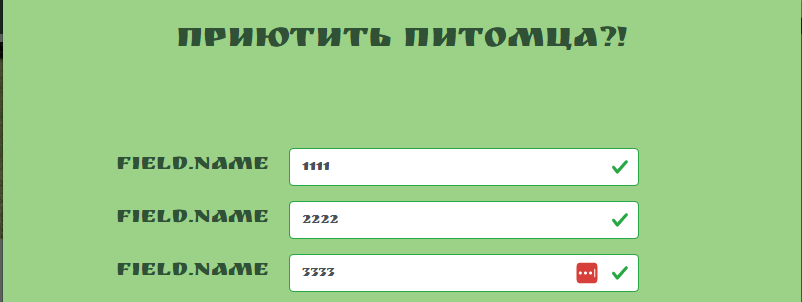 ПРИЮТИТЬ ПИТОМЦА?!
FIELD.NAME 1111
FIELD.NAME 2222
FIELD.NAME 3333